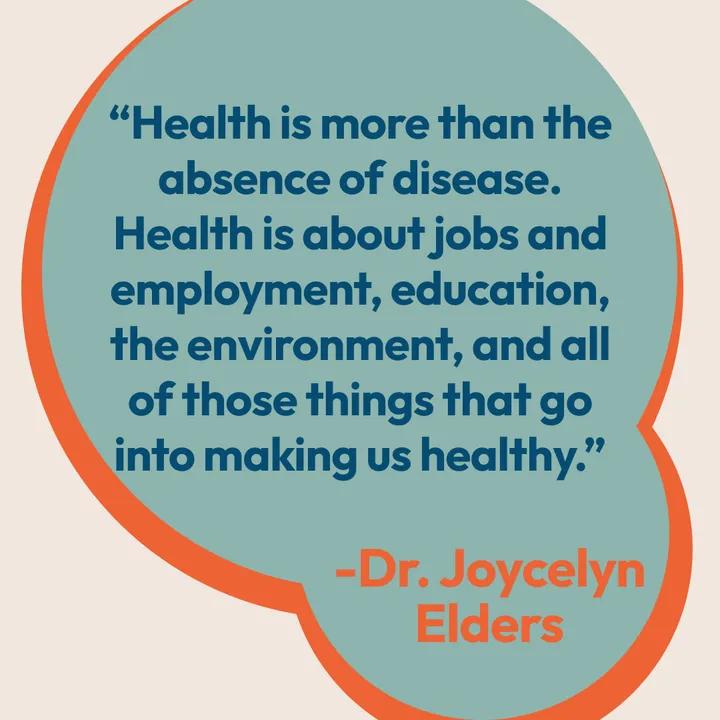 “Health is more than the
absence of disease.
Health is about jobs and
employment, education,
the environment, and all
of those things that go
into making us healthy.”
-Dr. Joycelyn
Elders